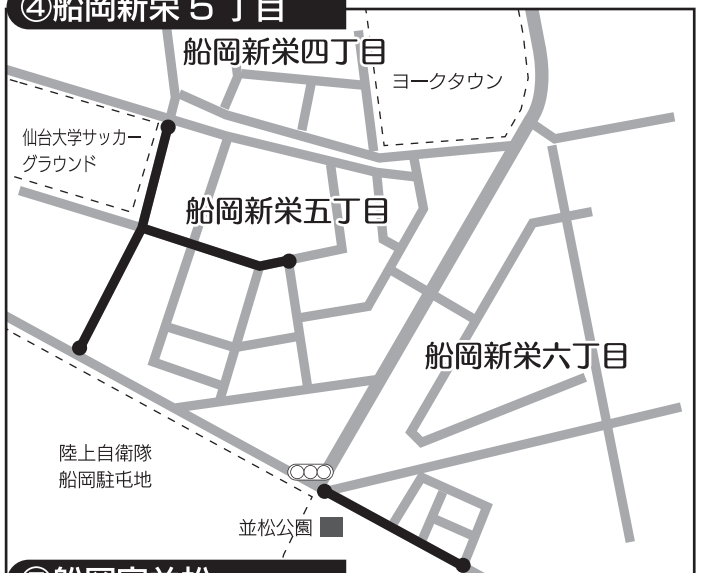 ④船岡新栄5丁目
船岡新栄四丁目
ヨークタウン
仙台大学サッカー
グラウンド
船岡新栄五丁目
船岡新栄六丁目
陸上自衛隊
船岡駐屯地
並松公園